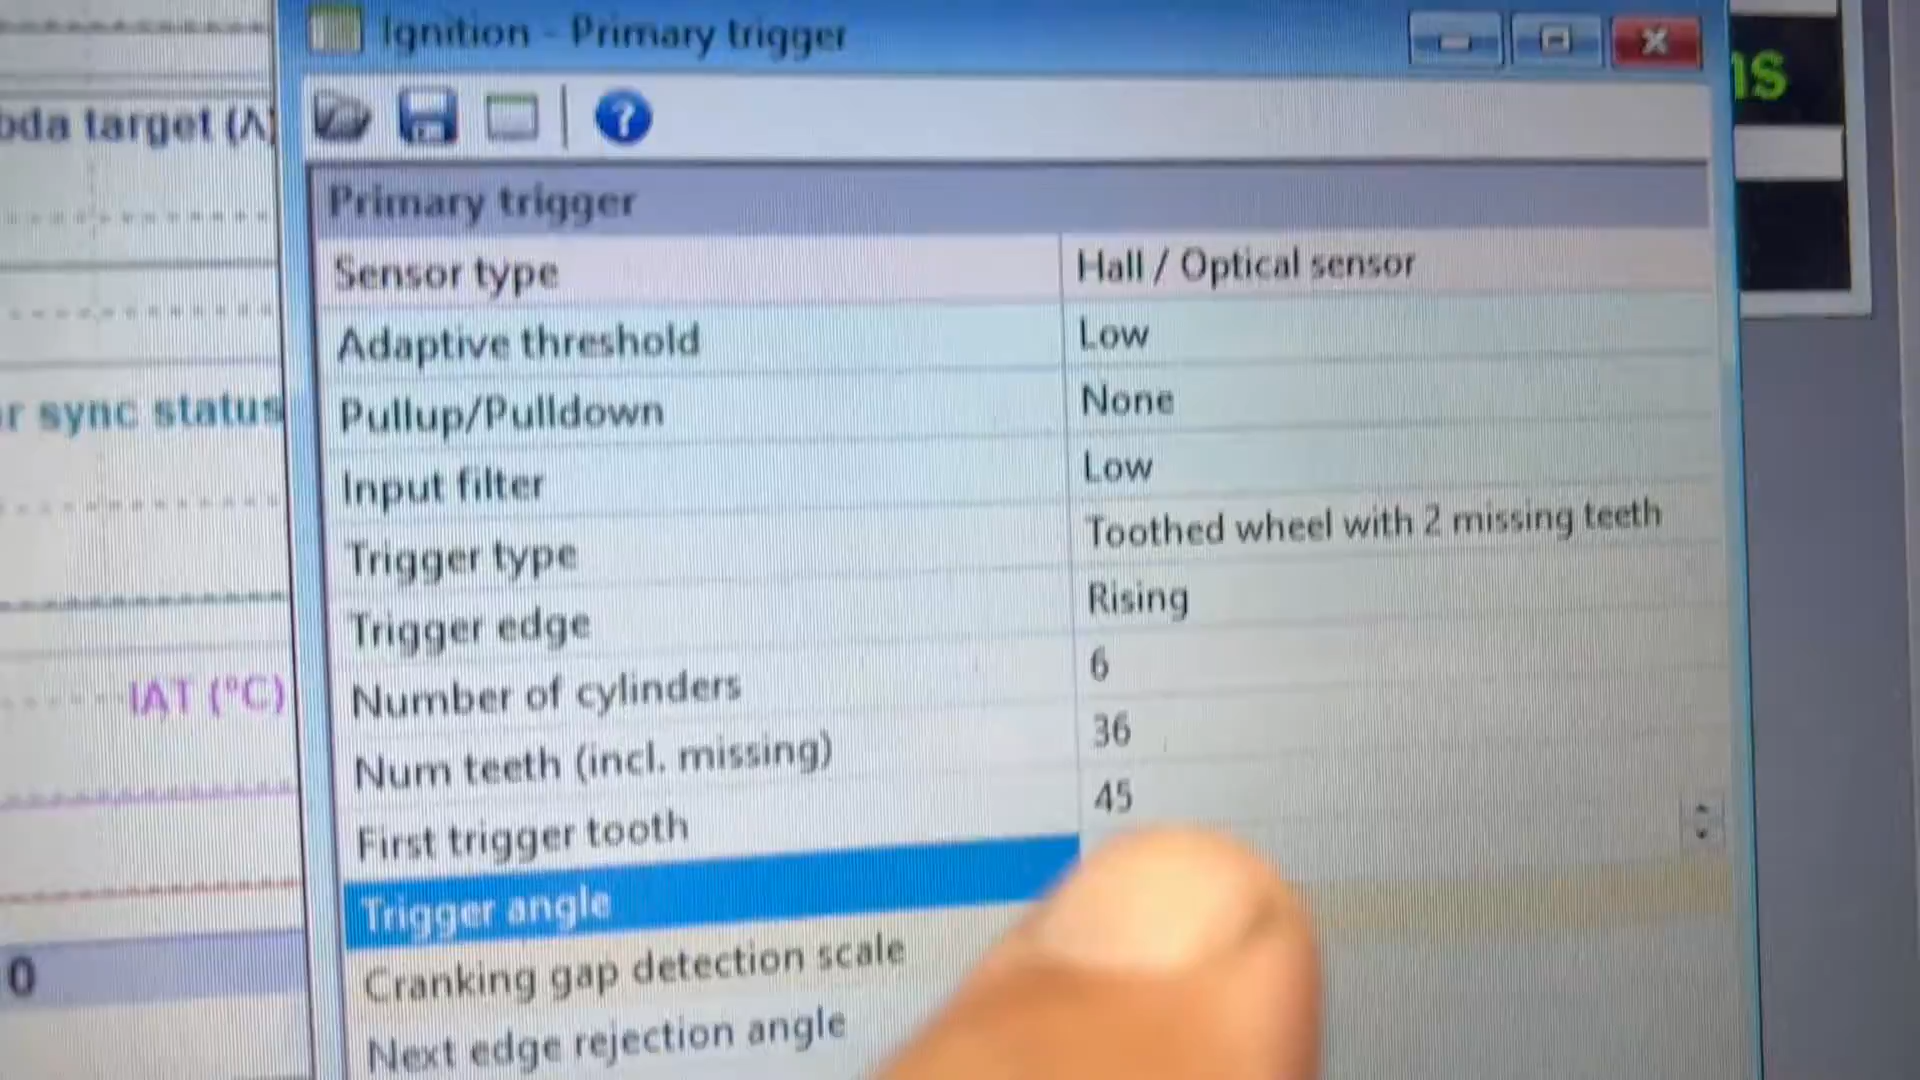 Ignition - Primary trigger
ns
bda target (λ)
Primary trigger
Sensor type Hall / Optical sensor
Adaptive threshold Low
Pullup/Pulldown None
r sync status
Input filter Low
Trigger type Toothed wheel with 2 missing teeth
Trigger edge Rising
IAT (°C)
Number of cylinders 6
Num teeth (incl. missing) 36
First trigger tooth 45
Trigger angle
0
Cranking gap detection scale
Next edge rejection angle